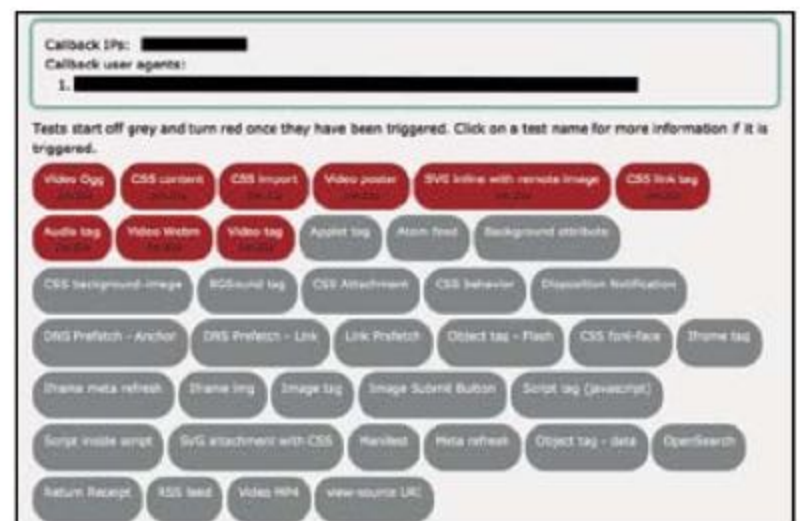 Callback IPs:
Callback user agents:
1.
Tests start off grey and turn red once they have been triggered. Click on a test name for more information if it is
triggered.
Video Ogg CSS content CSS import Video poster SVG inline with remote image CSS link tag
Audio tag Video Webm Video tag Applet tag Atom feed Background attribute
CSS background-image BGSound tag CSS Attachment CSS behavior Disposition Notification
DNS Prefetch - Anchor DNS Prefetch - Link Link Prefetch Object tag - Flash CSS font-face Iframe tag
Iframe meta refresh Iframe img Image tag Image Submit Button Script tag (javascript)
Script inside script SVG attachment with CSS Manifest Meta refresh Object tag - data OpenSearch
Return Receipt RSS feed Video MP4 view-source URI